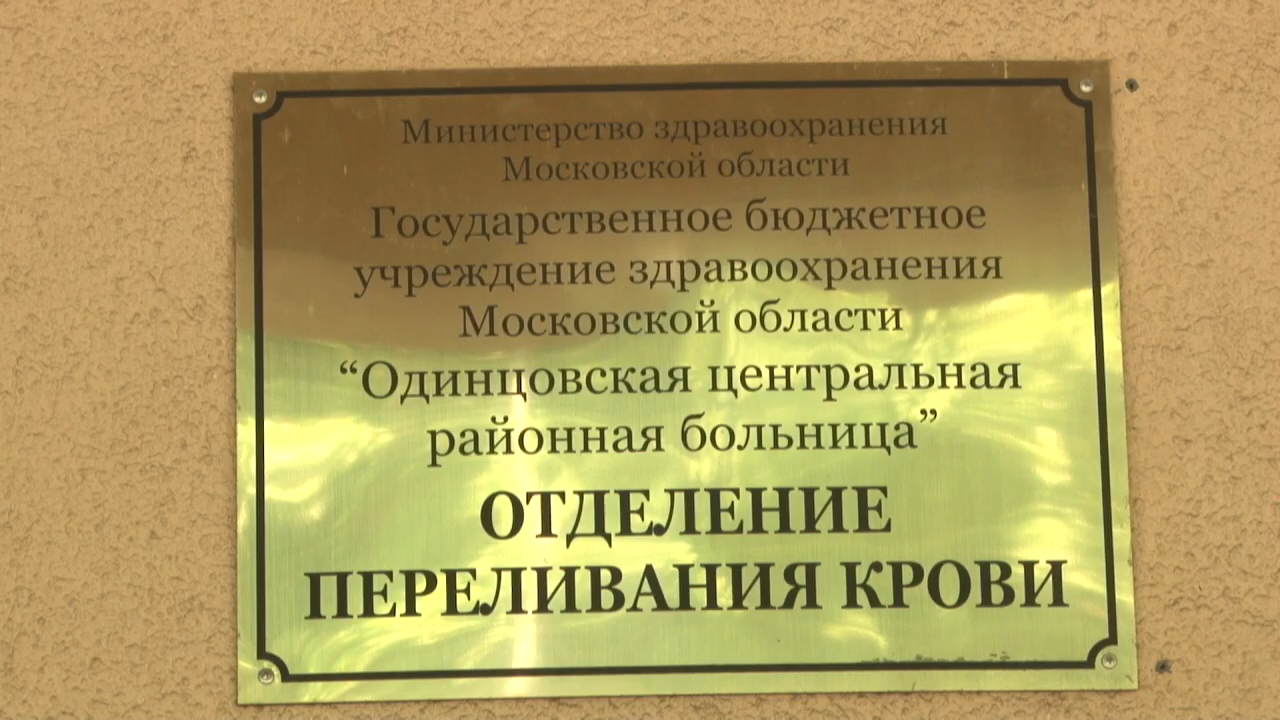 Министерство здравоохранения
Московской области
Государственное бюджетное
учреждение здравоохранения
Московской области
“Одинцовская центральная
районная больница”
ОТДЕЛЕНИЕ
ПЕРЕЛИВАНИЯ КРОВИ